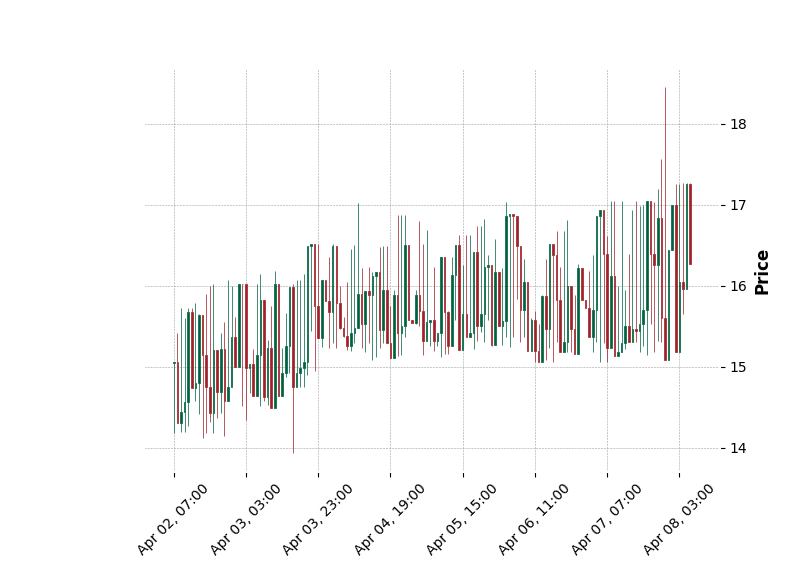 18
17
16
15
14
Price
Apr 02, 07:00
Apr 03, 03:00
Apr 03, 23:00
Apr 04, 19:00
Apr 05, 15:00
Apr 06, 11:00
Apr 07, 07:00
Apr 08, 03:00